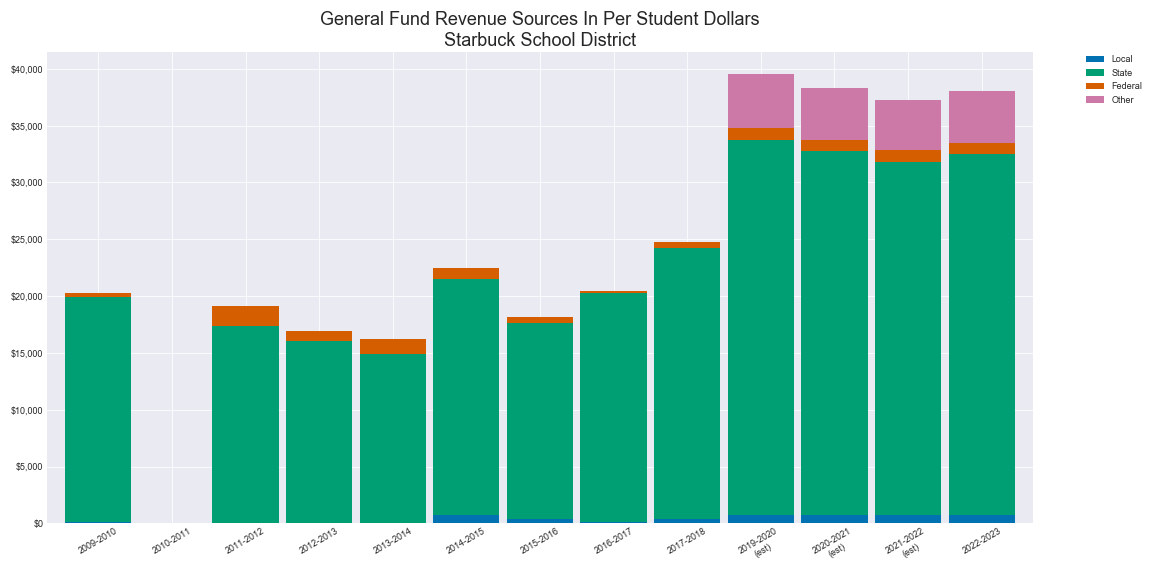 General Fund Revenue Sources In Per Student Dollars
Starbuck School District
Local
State
Federal
Other
$40,000
$35,000
$30,000
$25,000
$20,000
$15,000
$10,000
$5,000
$0
2009-2010
2010-2011
2011-2012
2012-2013
2013-2014
2014-2015
2015-2016
2016-2017
2017-2018
2019-2020
(est)
2020-2021
(est)
2021-2022
(est)
2022-2023